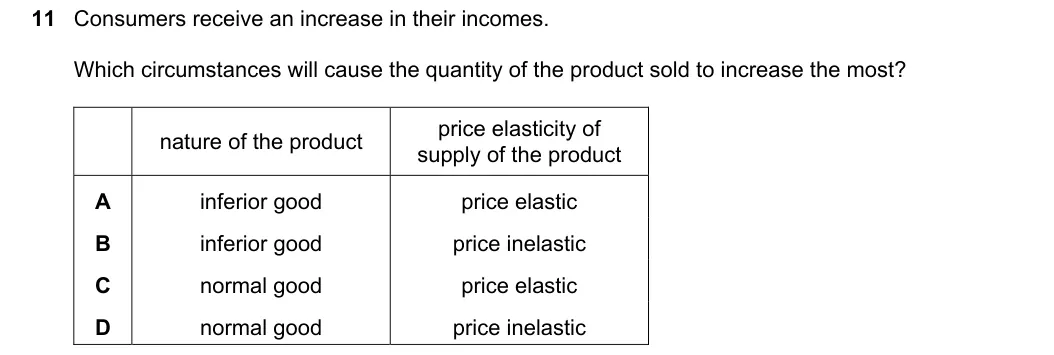 11 Consumers receive an increase in their incomes.
Which circumstances will cause the quantity of the product sold to increase the most?
nature of the product
price elasticity of
supply of the product
A inferior good price elastic
B inferior good price inelastic
C normal good price elastic
D normal good price inelastic